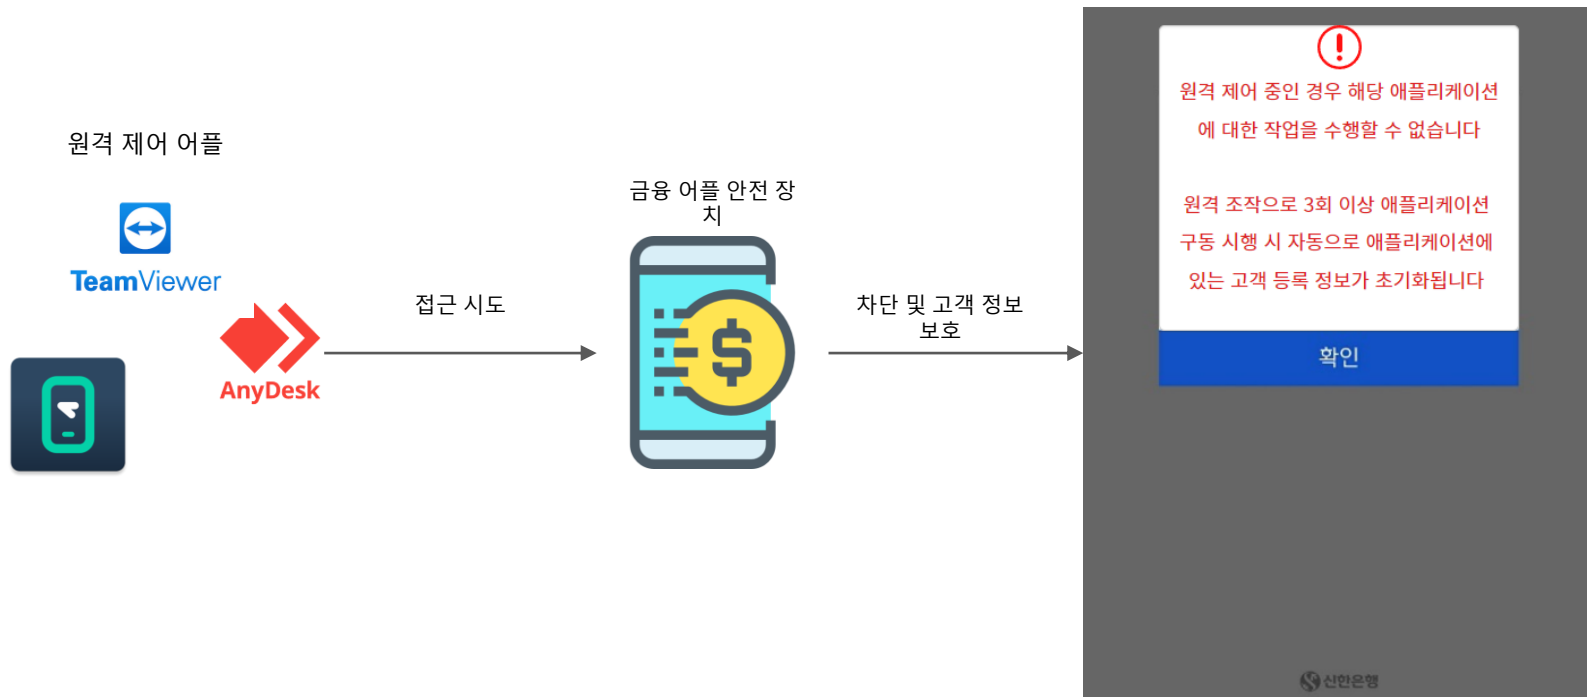 원격 제어 어플
TeamViewer
AnyDesk
접근 시도
금융 어플 안전 장
치
$
차단 및 고객 정보
보호
원격 제어 중인 경우 해당 애플리케이션
에 대한 작업을 수행할 수 없습니다
원격 조작으로 3회 이상 애플리케이션
구동 시행 시 자동으로 애플리케이션에
있는 고객 등록 정보가 초기화됩니다
확인
신한은행